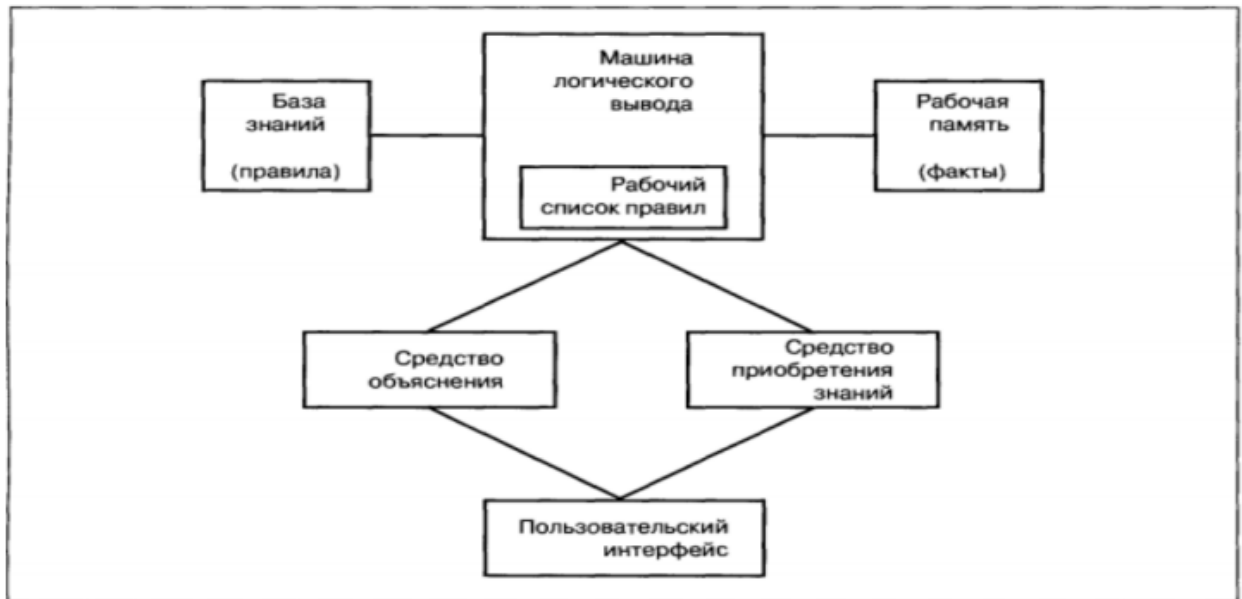 Машина
логического
вывода
База
знаний
(правила)
Рабочая
память
(факты)
Рабочий
список правил
Средство
объяснения
Средство
приобретения
знаний
Пользовательский
интерфейс